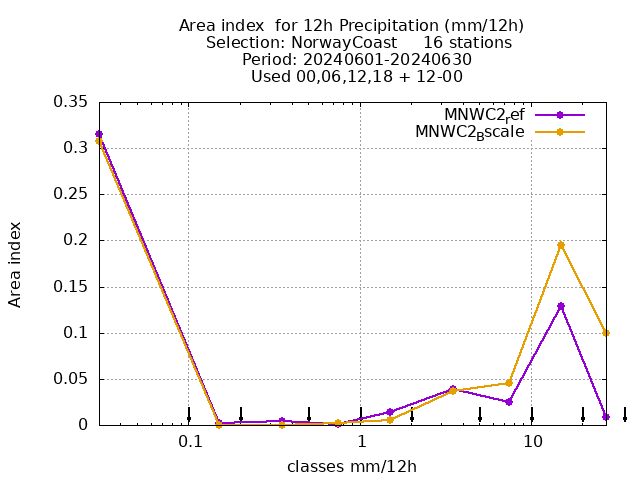 Area index  for 12h Precipitation (mm/12h)
Selection: NorwayCoast     16 stations
Period: 20240601-20240630
Used 00,06,12,18 + 12-00
MNWC2_ref
MNWC2_Bscale
0.35
0.3
0.25
0.2
0.15
0.1
0.05
0
Area index
0.1
1
10
classes mm/12h